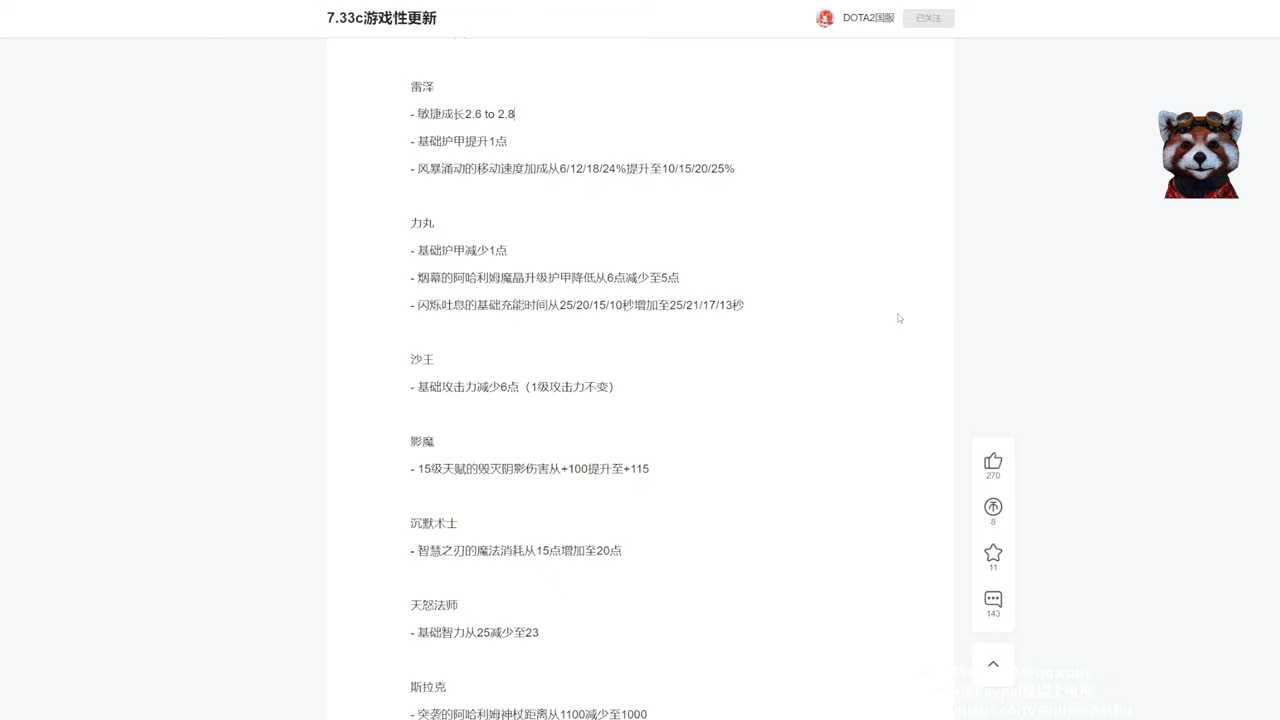 7.33c游戏性更新
DOTA2国服
已关注
雷泽
- 敏捷成长2.6 to 2.8
- 基础护甲提升1点
- 风暴涌动的移动速度加成从6/12/18/24%提升至10/15/20/25%
力丸
- 基础护甲减少1点
- 烟幕的阿哈利姆魔晶升级护甲降低从6点减少至5点
- 闪烁吐息的基础充能时间从25/20/15/10秒增加至25/21/17/13秒
沙王
- 基础攻击力减少6点（1级攻击力不变）
影魔
- 15级天赋的毁灭阴影伤害从+100提升至+115
沉默术士
- 智慧之刃的魔法消耗从15点增加至20点
天怒法师
- 基础智力从25减少至23
斯拉克
- 突袭的阿哈利姆神杖距离从1100减少至1000
270
8
11
143
@qq.com